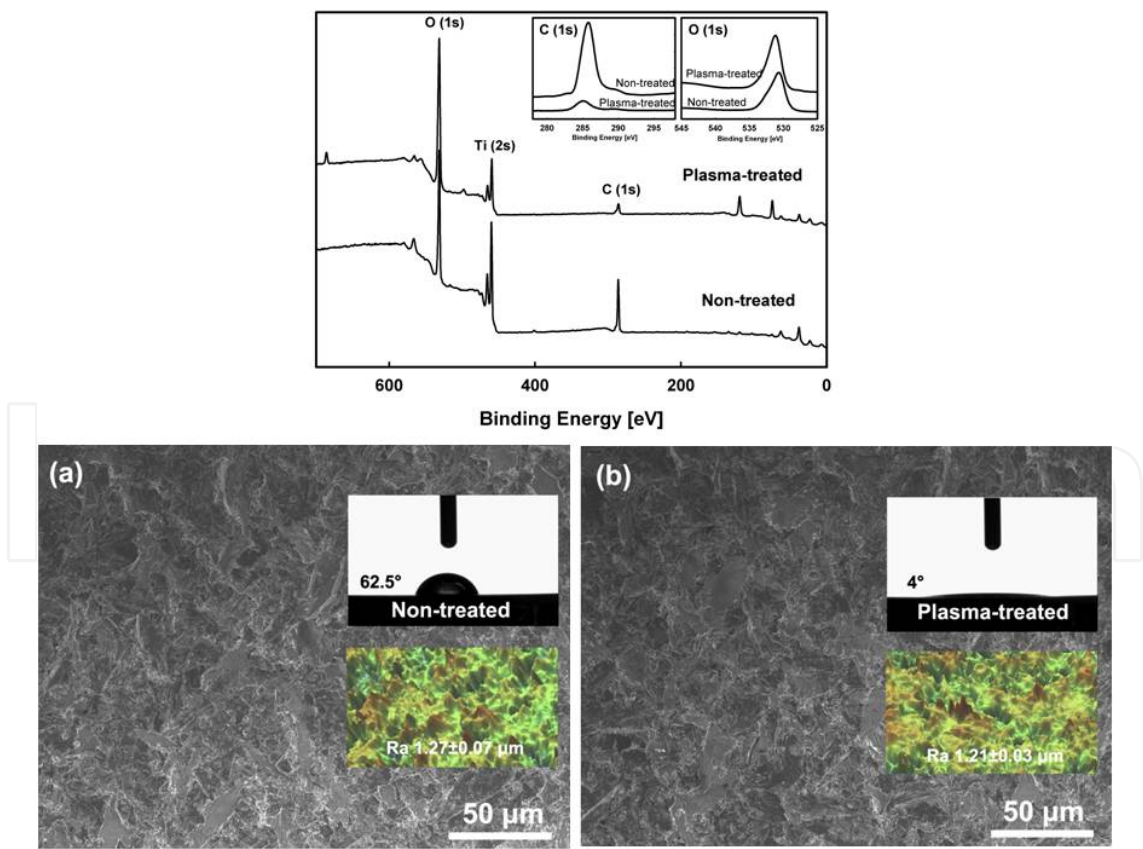 O (1s)
C (1s)
Non-treated
Plasma-treated
280 285 290 295
Binding Energy [eV]
O (1s)
Plasma-treated
Non-treated
545 540 535 530 525
Binding Energy [eV]
Ti (2s)
C (1s)
Plasma-treated
Non-treated
600 400 200 0
Binding Energy [eV]
(a)
62.5°
Non-treated
Ra 1.27±0.07 μm
50 μm
(b)
4°
Plasma-treated
Ra 1.21±0.03 μm
50 μm